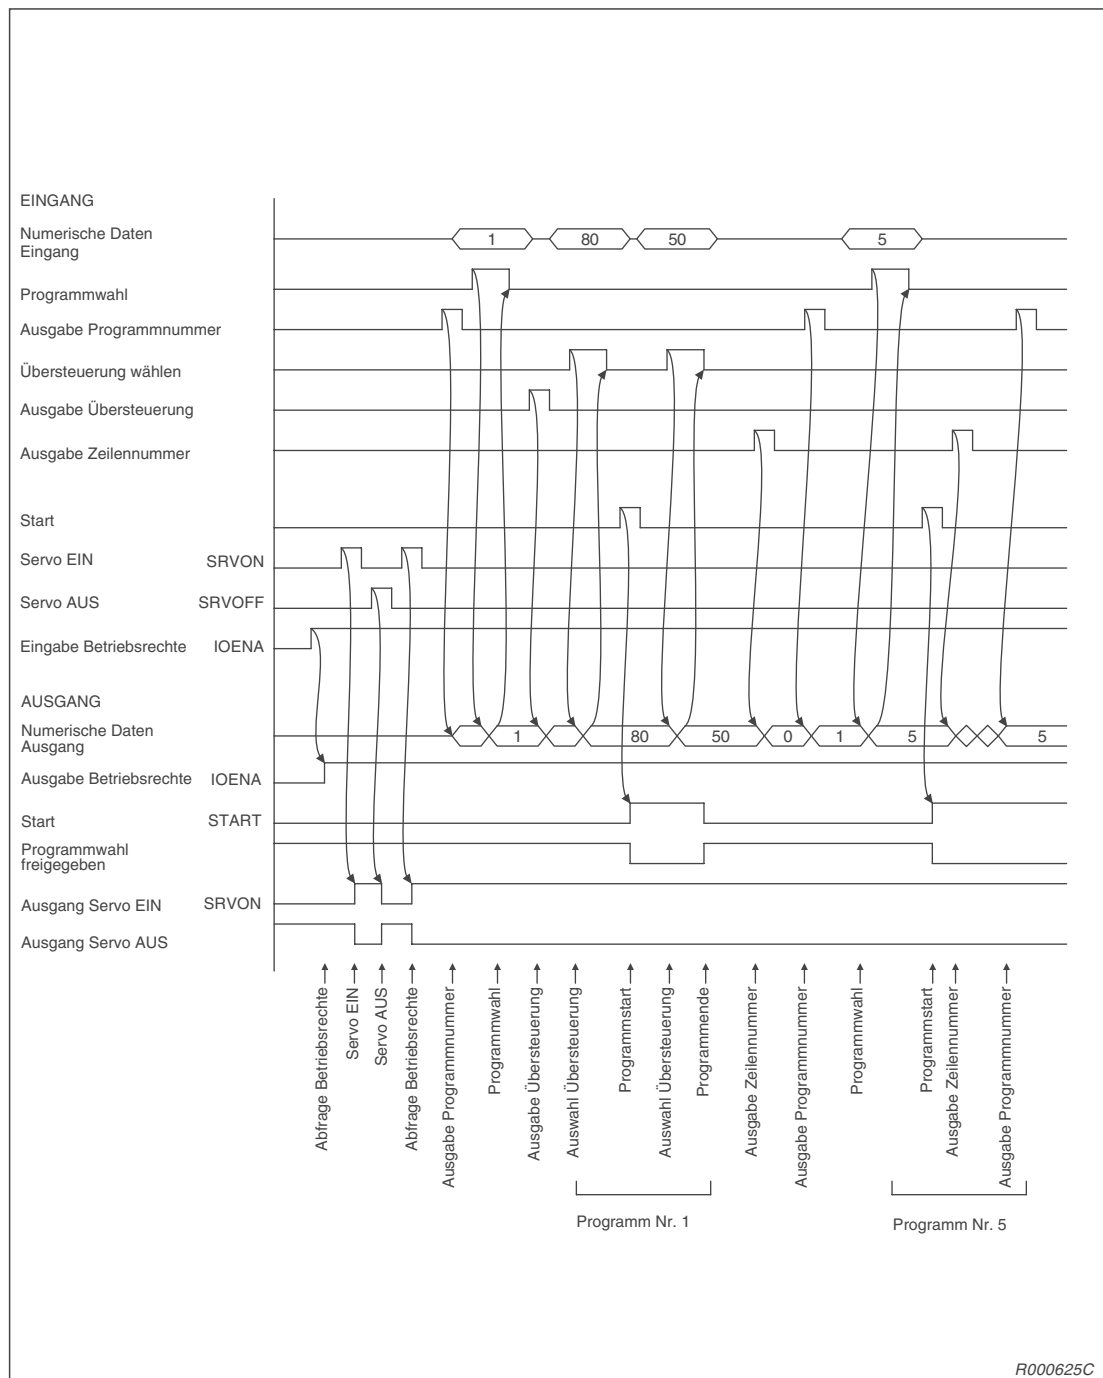 EINGANG
Numerische Daten
Eingang
1 80 50 5
Programmwahl
Ausgabe Programmnummer
Übersteuerung wählen
Ausgabe Übersteuerung
Ausgabe Zeilennummer
Start
Servo EIN SRVON
Servo AUS SRVOFF
Eingabe Betriebsrechte IOENA
AUSGANG
Numerische Daten
Ausgang
1 80 50 0 1 5 5
Ausgabe Betriebsrechte IOENA
Start START
Programmwahl
freigegeben
Ausgang Servo EIN SRVON
Ausgang Servo AUS
Abfrage Betriebsrechte
Servo EIN
Servo AUS
Abfrage Betriebsrechte
Ausgabe Programmnummer
Programmwahl
Ausgabe Übersteuerung
Auswahl Übersteuerung
Programmstart
Auswahl Übersteuerung
Programmende
Ausgabe Zeilennummer
Ausgabe Programmnummer
Programmwahl
Programmstart
Ausgabe Zeilennummer
Ausgabe Programmnummer
Programm Nr. 1
Programm Nr. 5
R000625C